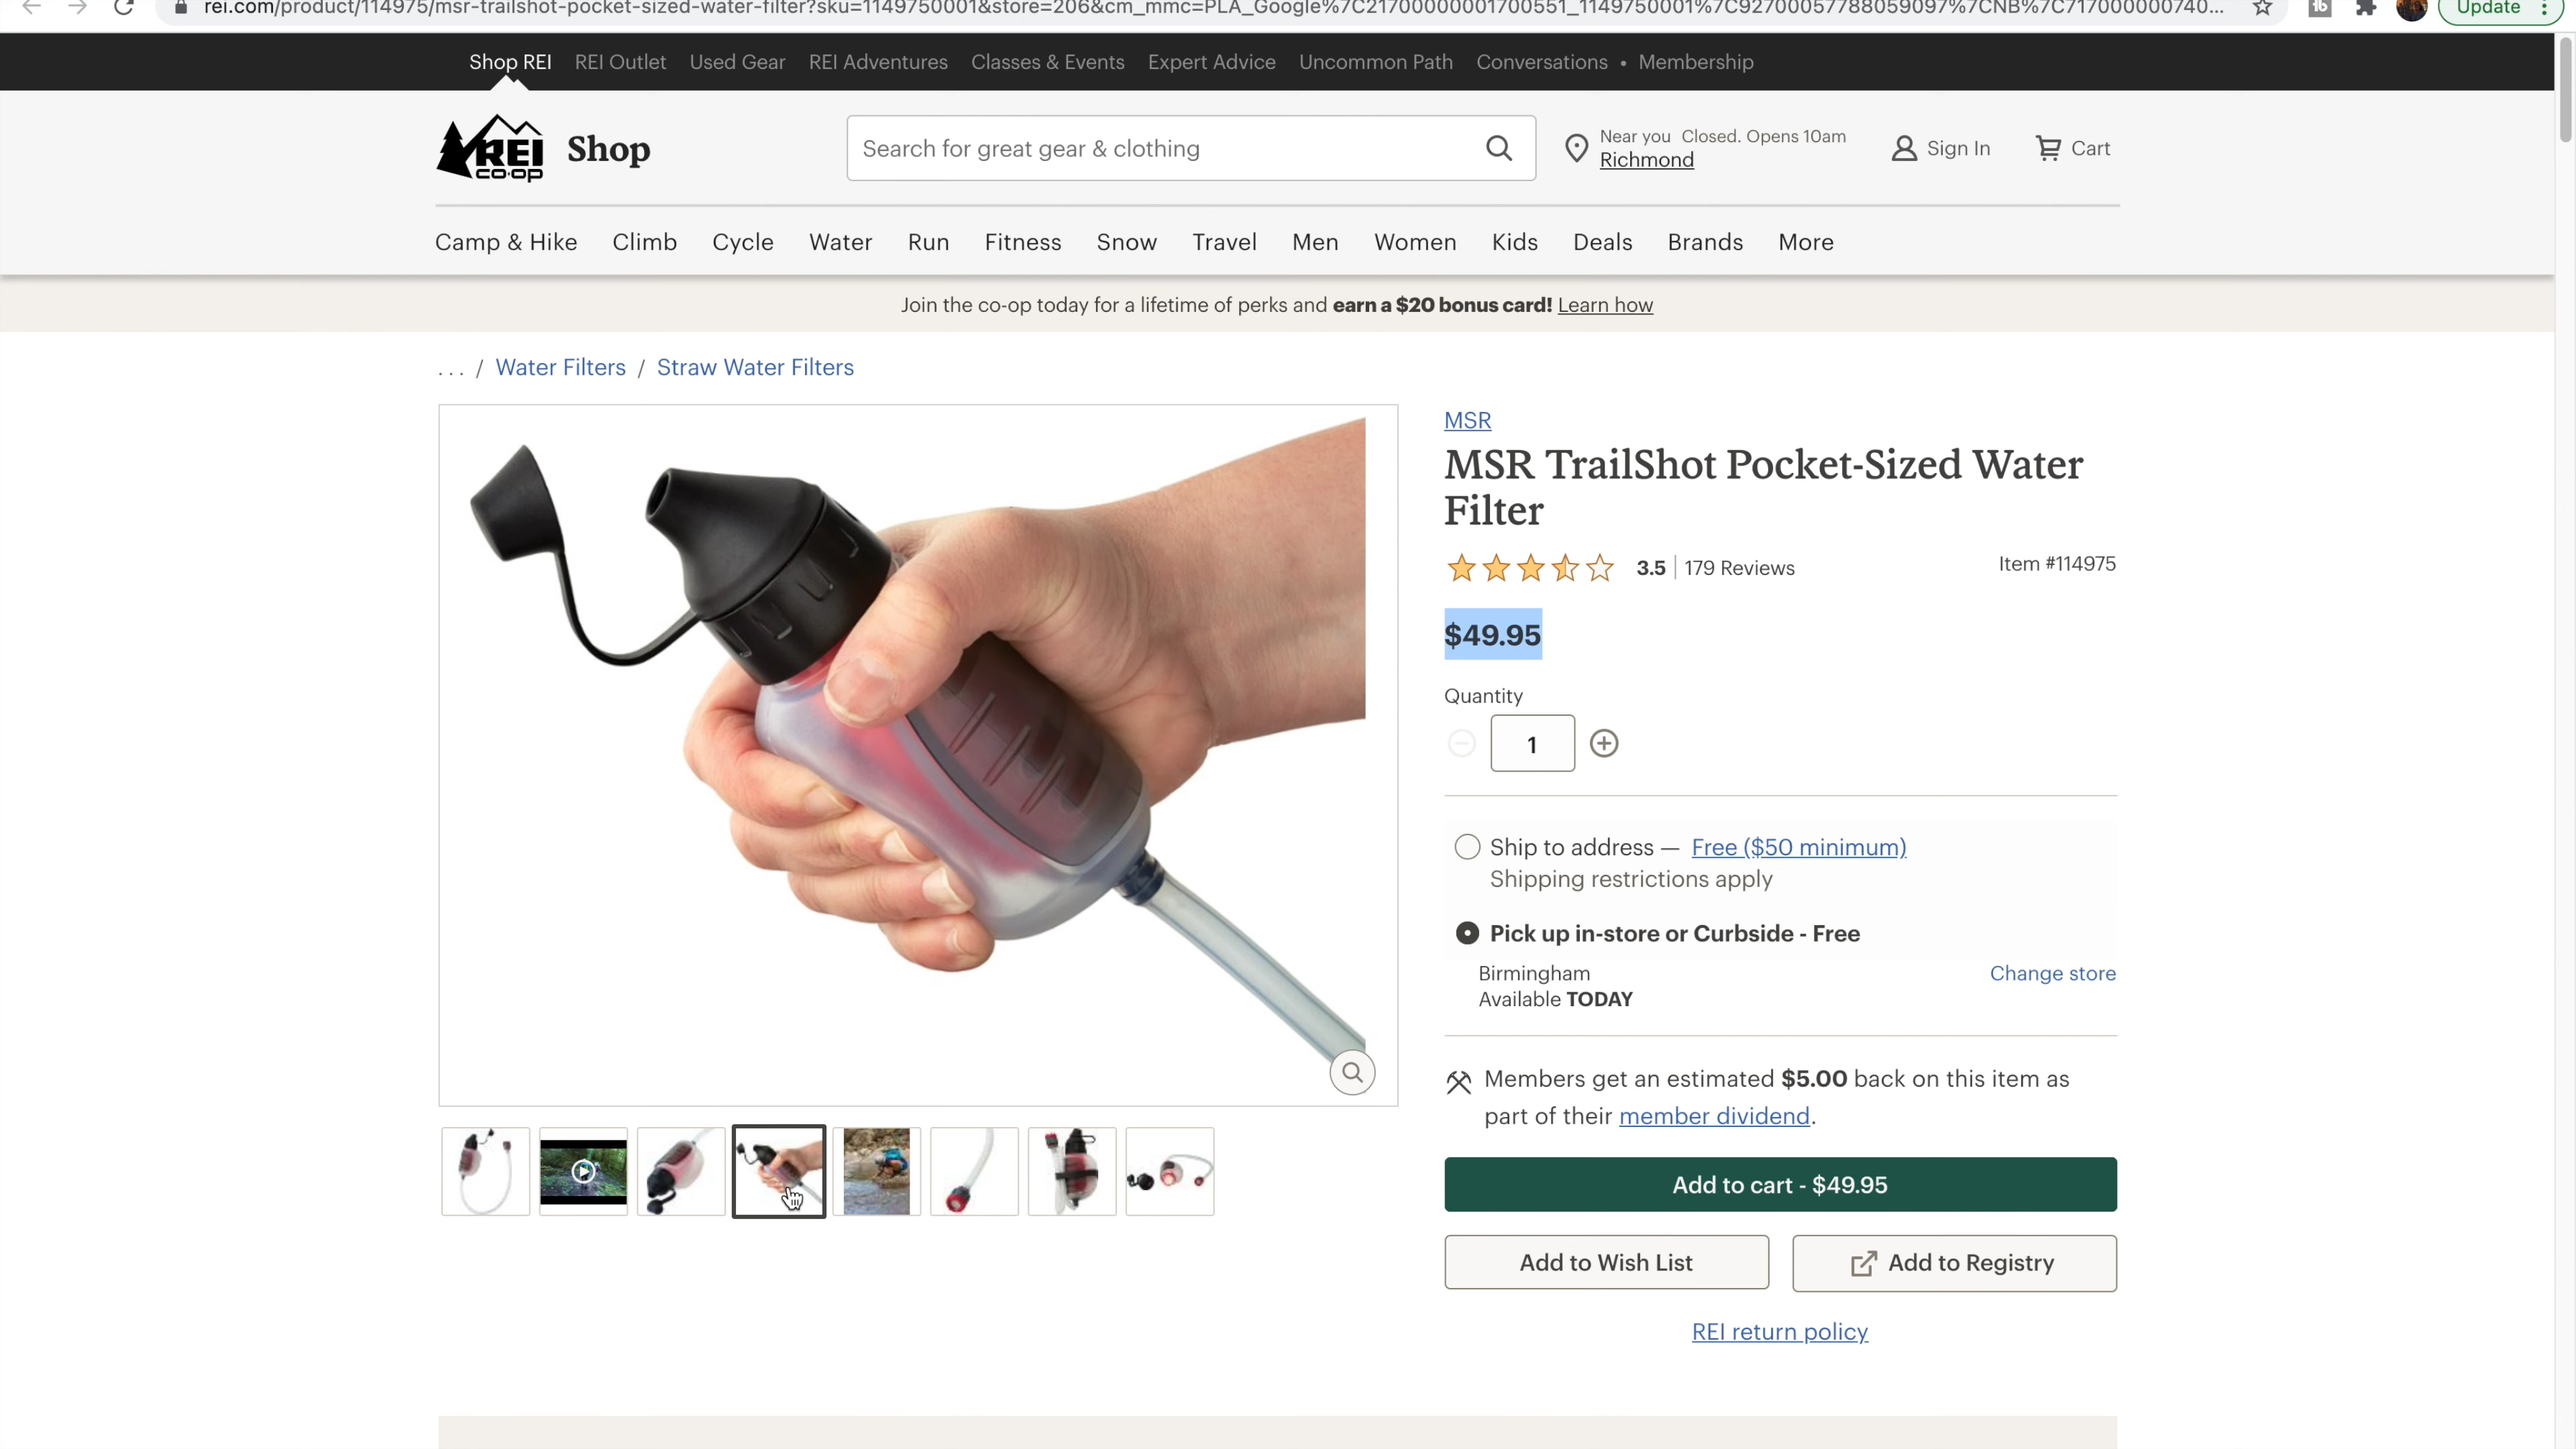 rei.com/product/114975/msr-trailshot-pocket-sized-water-filter?sku=1149750001&store=206&cm_mmc=PLA_Google%7C21700000001700551_1149750001%7C92700057788059097%7CNB%7C717000000740...
Update
Shop REI REI Outlet Used Gear REI Adventures Classes & Events Expert Advice Uncommon Path Conversations • Membership
REI co·op Shop
Search for great gear & clothing
Near you Closed. Opens 10am
Richmond
Sign In
Cart
Camp & Hike Climb Cycle Water Run Fitness Snow Travel Men Women Kids Deals Brands More
Join the co-op today for a lifetime of perks and earn a $20 bonus card! Learn how
... / Water Filters / Straw Water Filters
MSR
MSR TrailShot Pocket-Sized Water
Filter
3.5 | 179 Reviews
Item #114975
$49.95
Quantity
1
Ship to address — Free ($50 minimum)
Shipping restrictions apply
Pick up in-store or Curbside - Free
Birmingham
Change store
Available TODAY
Members get an estimated $5.00 back on this item as
part of their member dividend.
Add to cart - $49.95
Add to Wish List
Add to Registry
REI return policy